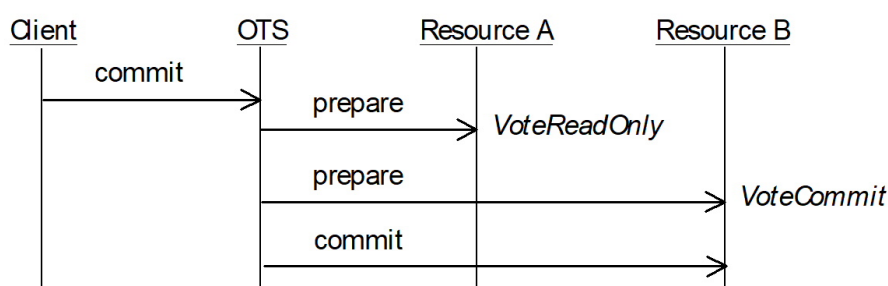 Client OTS Resource A Resource B
commit
prepare
VoteReadOnly
prepare
VoteCommit
commit